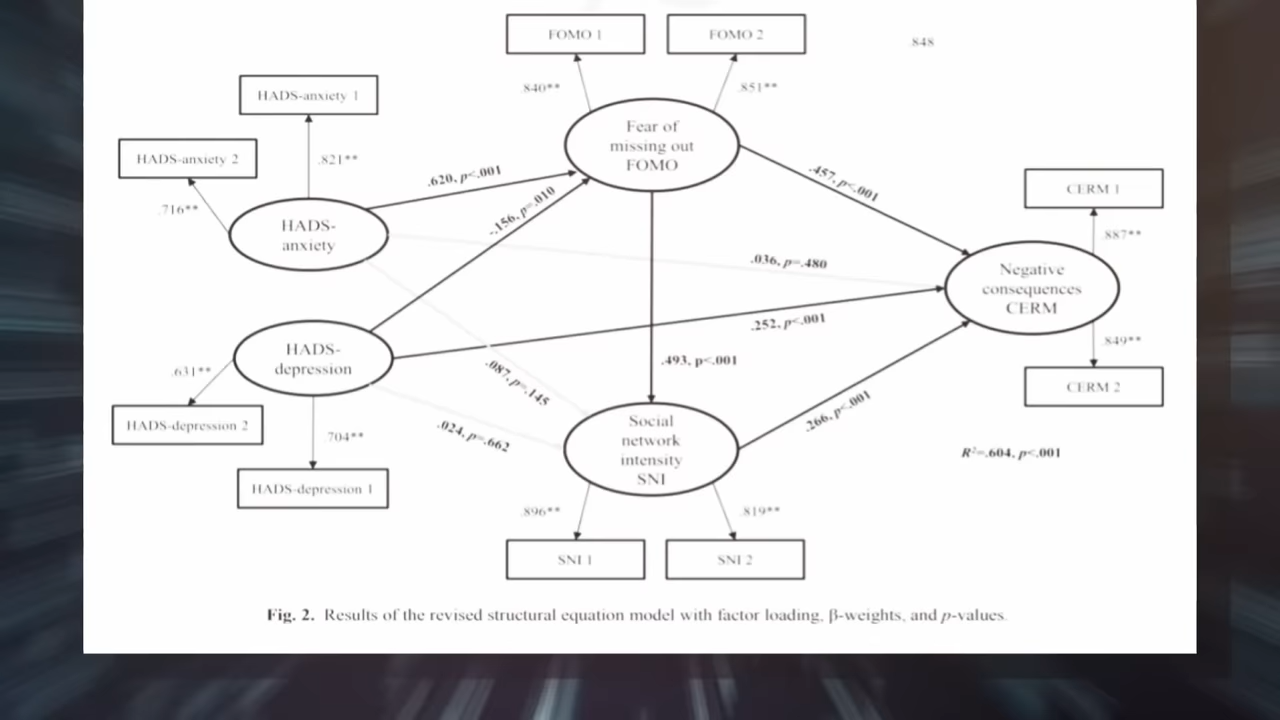 FOMO 1
FOMO 2
.848
.840**
.851**
HADS-anxiety 1
HADS-anxiety 2
.821**
.716**
Fear of
missing out
FOMO
.620, p<.001
-.156, p=.010
.457, p<.001
CERM 1
.887**
HADS-
anxiety
.036, p=.480
Negative
consequences
CERM
.252, p<.001
.849**
CERM 2
HADS-
depression
.631**
HADS-depression 2
.704**
HADS-depression 1
.087, p=.145
.024, p=.662
.493, p<.001
.266, p<.001
Social
network
intensity
SNI
R²=.604, p<.001
.896**
.819**
SNI 1
SNI 2
Fig. 2. Results of the revised structural equation model with factor loading, β-weights, and p-values.